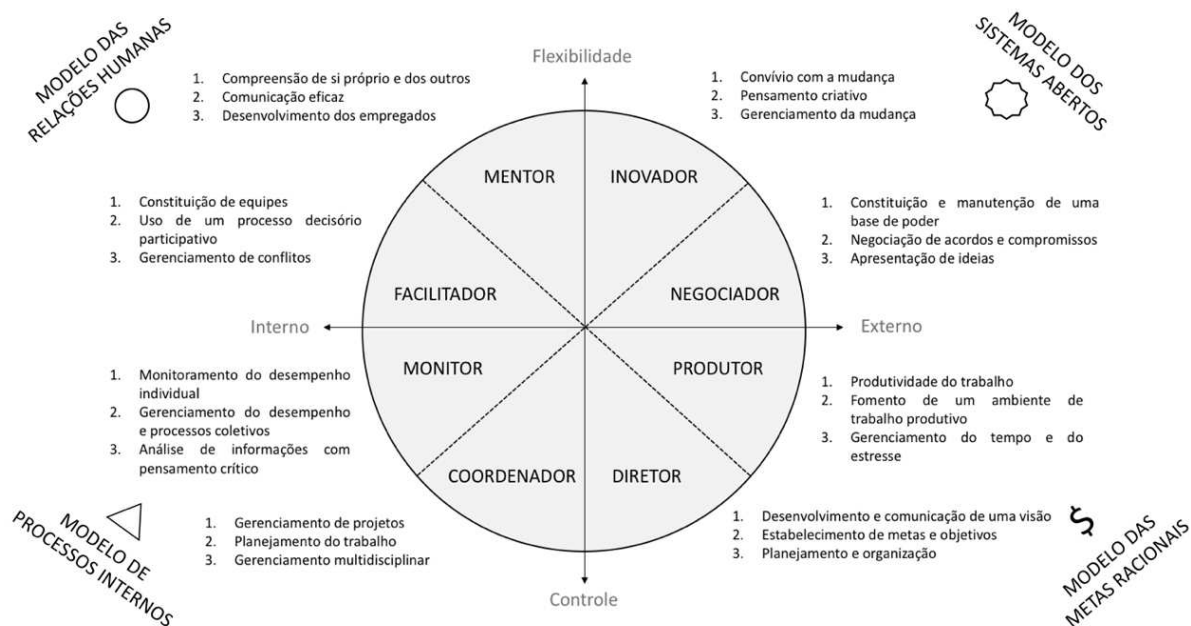 MODELO DAS
RELAÇÕES HUMANAS
1. Compreensão de si próprio e dos outros
2. Comunicação eficaz
3. Desenvolvimento dos empregados
Flexibilidade
1. Convívio com a mudança
2. Pensamento criativo
3. Gerenciamento da mudança
MODELO DOS
SISTEMAS ABERTOS
MENTOR
INOVADOR
1. Constituição de equipes
2. Uso de um processo decisório
participativo
3. Gerenciamento de conflitos
1. Constituição e manutenção de uma
base de poder
2. Negociação de acordos e compromissos
3. Apresentação de ideias
FACILITADOR
NEGOCIADOR
Interno
Externo
MONITOR
PRODUTOR
1. Monitoramento do desempenho
individual
2. Gerenciamento do desempenho
e processos coletivos
3. Análise de informações com
pensamento crítico
1. Produtividade do trabalho
2. Fomento de um ambiente de
trabalho produtivo
3. Gerenciamento do tempo e do
estresse
COORDENADOR
DIRETOR
MODELO DE
PROCESSOS INTERNOS
1. Gerenciamento de projetos
2. Planejamento do trabalho
3. Gerenciamento multidisciplinar
1. Desenvolvimento e comunicação de uma visão
2. Estabelecimento de metas e objetivos
3. Planejamento e organização
$
MODELO DAS
METAS RACIONAIS
Controle